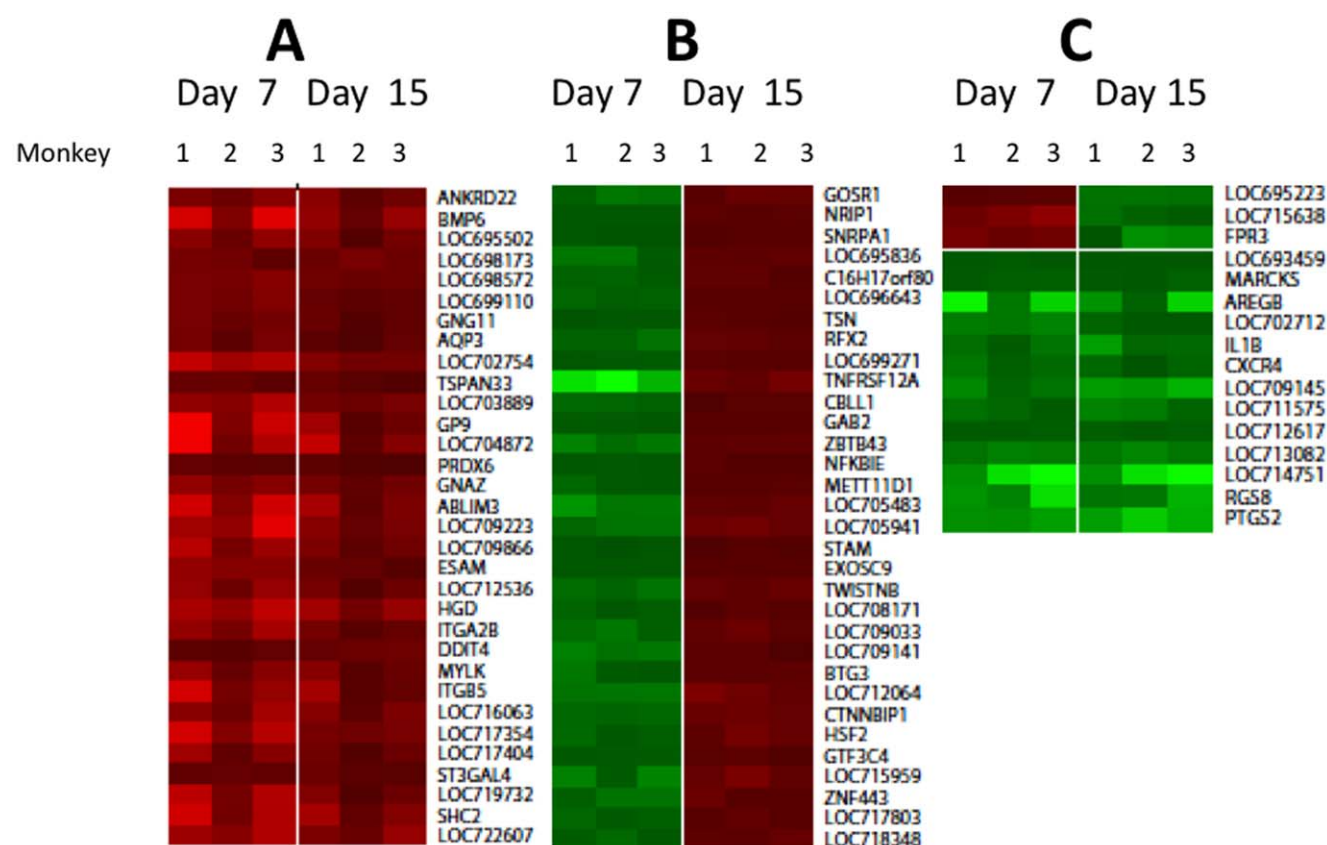 A
B
C
Day 7
Day 15
Day 7
Day 15
Day 7
Day 15
Monkey
1 2 3 1 2 3
1 2 3 1 2 3
1 2 3 1 2 3
ANKRD22
BMP6
LOC695502
LOC698173
LOC698572
LOC699110
GNG11
AQP3
LOC702754
TSPAN33
LOC703889
GP9
LOC704872
PRDX6
GNAZ
ABLIM3
LOC709223
LOC709866
ESAM
LOC712536
HGD
ITGA2B
DDIT4
MYLK
ITGB5
LOC716063
LOC717354
LOC717404
ST3GAL4
LOC719732
SHC2
LOC722607
GOSR1
NRIP1
SNRPA1
LOC695836
C16H17orf80
LOC696643
TSN
RFX2
LOC699271
TNFRSF12A
CBLL1
GAB2
ZBTB43
NFKBIE
METT11D1
LOC705483
LOC705941
STAM
EXOSC9
TWISTNB
LOC708171
LOC709033
LOC709141
BTG3
LOC712064
CTNNBIP1
HSF2
GTF3C4
LOC715959
ZNF443
LOC717803
LOC718348
LOC695223
LOC715638
FPR3
LOC693459
MARCKS
AREGB
LOC702712
IL1B
CXCR4
LOC709145
LOC711575
LOC712617
LOC713082
LOC714751
RGS8
PTGS2